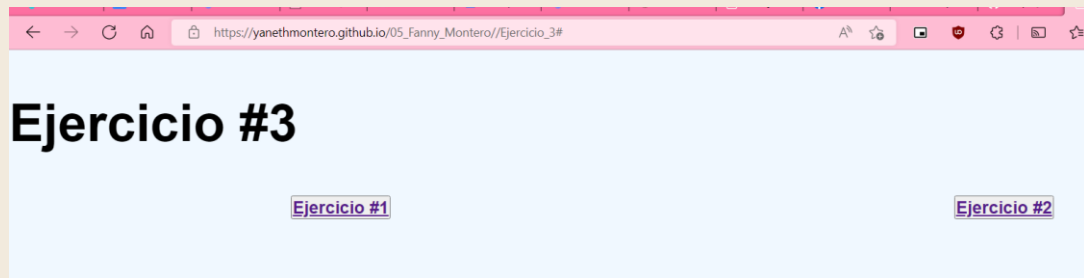 https://yanethmontero.github.io/05_Fanny_Montero//Ejercicio_3#
Ejercicio #3
Ejercicio #1 Ejercicio #2